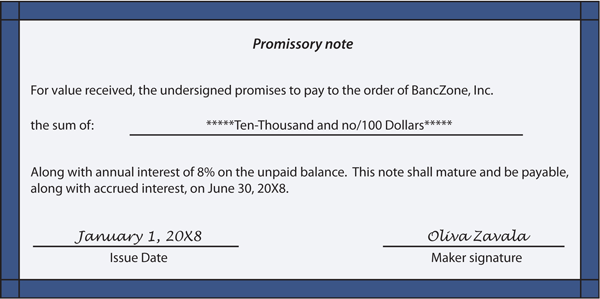 Promissory note
For value received, the undersigned promises to pay to the order of BancZone, Inc.
the sum of: *****Ten-Thousand and no/100 Dollars*****
Along with annual interest of 8% on the unpaid balance. This note shall mature and be payable,
along with accrued interest, on June 30, 20X8.
January 1, 20X8 Oliva Zavala
Issue Date Maker signature